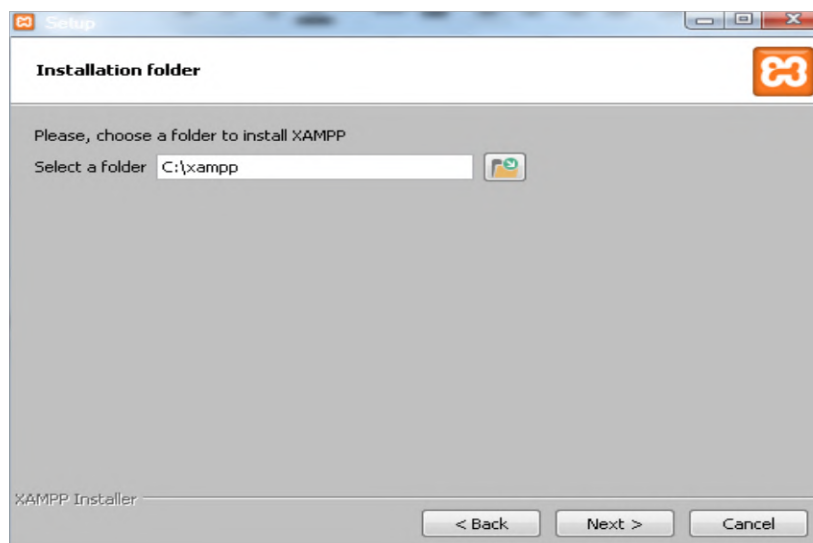 Setup
Installation folder
Please, choose a folder to install XAMPP
Select a folder C:\xampp
XAMPP Installer
< Back Next > Cancel